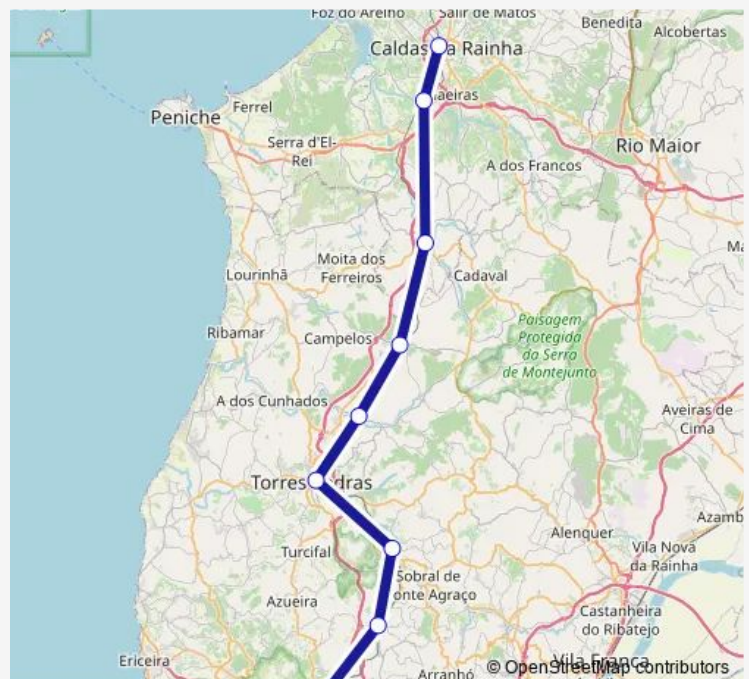 Foz do Arelho
Salir de Matos
Benedita
Alcobertas
Caldas
Rainha
Peniche
Ferrel
Serra d'El-
Rei
Rio Maior
A dos Francos
Moita dos
Ferreiros
Lourinhã
Cadaval
Ribamar
Campelos
Paisagem
Protegida
da Serra
de Montejunto
A dos Cunhados
Aveiras de
Cima
Torres
dras
Alenquer
Azamb
Turcifal
Vila Nova
da Rainha
Sobral de
onte Agraço
Azueira
Castanheira
do Ribatejo
Ericeira
Arranhó
Vila Franca
© OpenStreetMap contributors